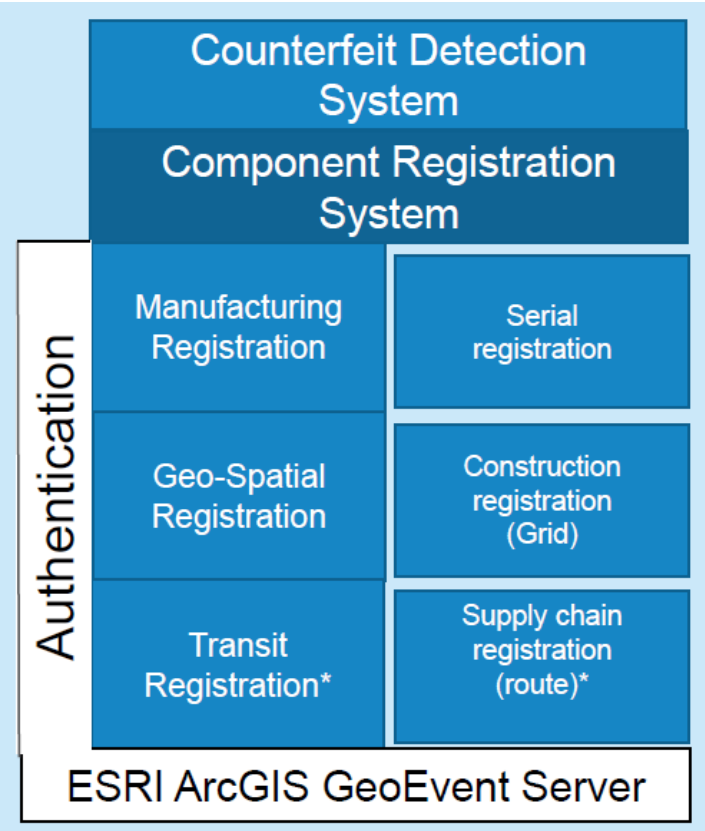 Counterfeit Detection
System
Component Registration
System
Authentication
Manufacturing
Registration
Serial
registration
Geo-Spatial
Registration
Construction
registration
(Grid)
Transit
Registration*
Supply chain
registration
(route)*
ESRI ArcGIS GeoEvent Server